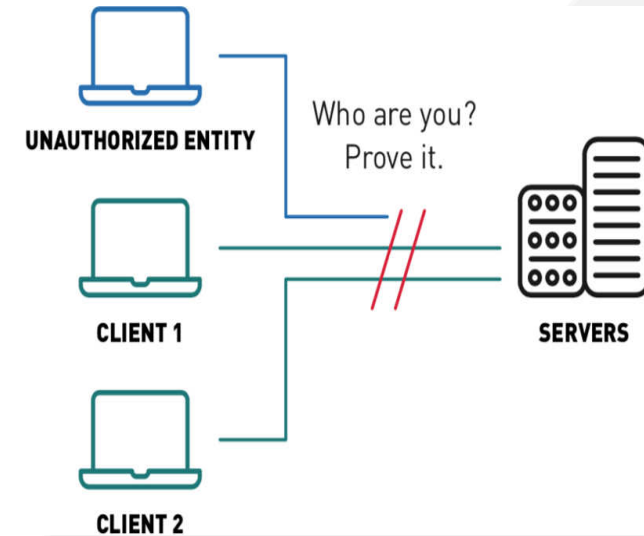 Who are you?
Prove it.
UNAUTHORIZED ENTITY
CLIENT 1
SERVERS
CLIENT 2